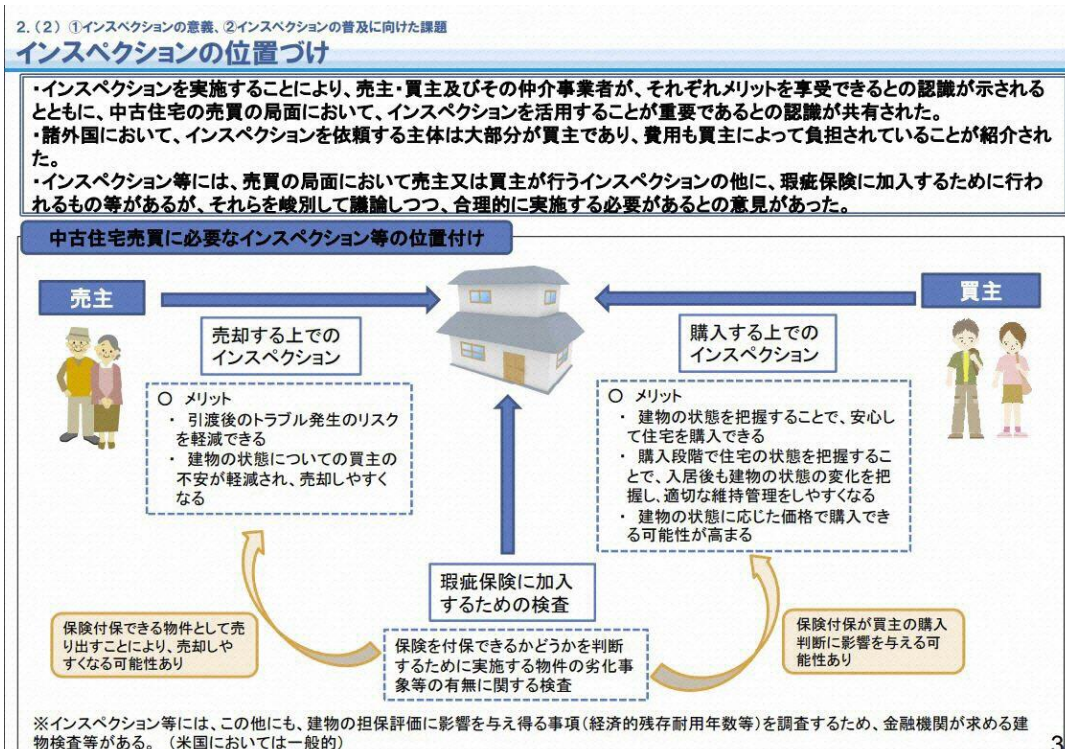 2.(2) ①インスペクションの意義、②インスペクションの普及に向けた課題
インスペクションの位置づけ
・インスペクションを実施することにより、売主・買主及びその仲介事業者が、それぞれメリットを享受できるとの認識が示される
とともに、中古住宅の売買の局面において、インスペクションを活用することが重要であるとの認識が共有された。
・諸外国において、インスペクションを依頼する主体は大部分が買主であり、費用も買主によって負担されていることが紹介され
た。
・インスペクション等には、売買の局面において売主又は買主が行うインスペクションの他に、瑕疵保険に加入するために行わ
れるもの等があるが、それらを峻別して議論しつつ、合理的に実施する必要があるとの意見があった。
中古住宅売買に必要なインスペクション等の位置付け
売主
買主
売却する上での
インスペクション
購入する上での
インスペクション
○ メリット
・ 引渡後のトラブル発生のリスク
を軽減できる
・ 建物の状態についての買主の
不安が軽減され、売却しやすく
なる
○ メリット
・ 建物の状態を把握することで、安心し
て住宅を購入できる
・ 購入段階で住宅の状態を把握するこ
とで、入居後も建物の状態の変化を把
握し、適切な維持管理をしやすくなる
・ 建物の状態に応じた価格で購入でき
る可能性が高まる
瑕疵保険に加入
するための検査
保険付保できる物件として売
り出すことにより、売却しや
すくなる可能性あり
保険を付保できるかどうかを判断
するために実施する物件の劣化事
象等の有無に関する検査
保険付保が買主の購入
判断に影響を与える可
能性あり
※インスペクション等には、この他にも、建物の担保評価に影響を与え得る事項(経済的残存耐用年数等)を調査するため、金融機関が求める建
物検査等がある。(米国においては一般的)
3